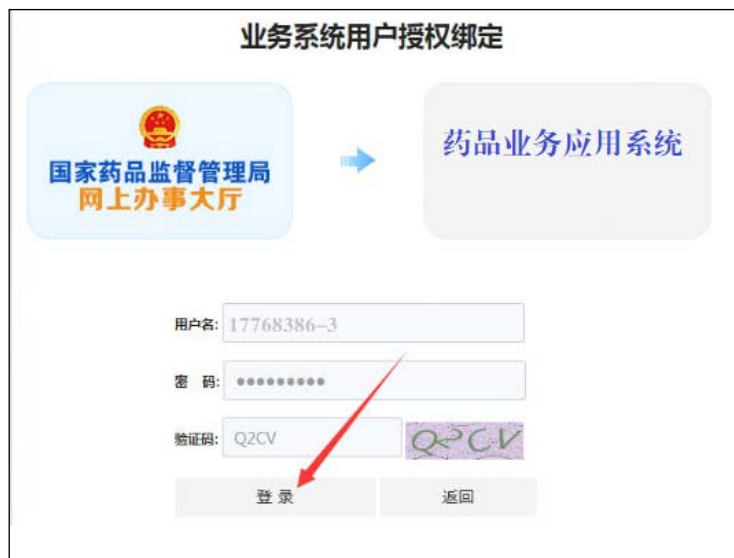 业务系统用户授权绑定
国家药品监督管理局
网上办事大厅
药品业务应用系统
用户名: 17768386-3
密 码: ●●●●●●●●●
验证码: Q2CV Q2CV
登 录 返回